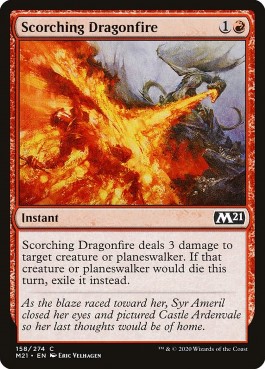 Scorching Dragonfire 1
Instant
M21
Scorching Dragonfire deals 3 damage to
target creature or planeswalker. If that
creature or planeswalker would die this
turn, exile it instead.
As the blaze raced toward her, Syr Ameril
closed her eyes and pictured Castle Ardenvale
so her last thoughts would be of home.
158/274 C
M21 • EN Eric Velhagen
™ & © 2020 Wizards of the Coast